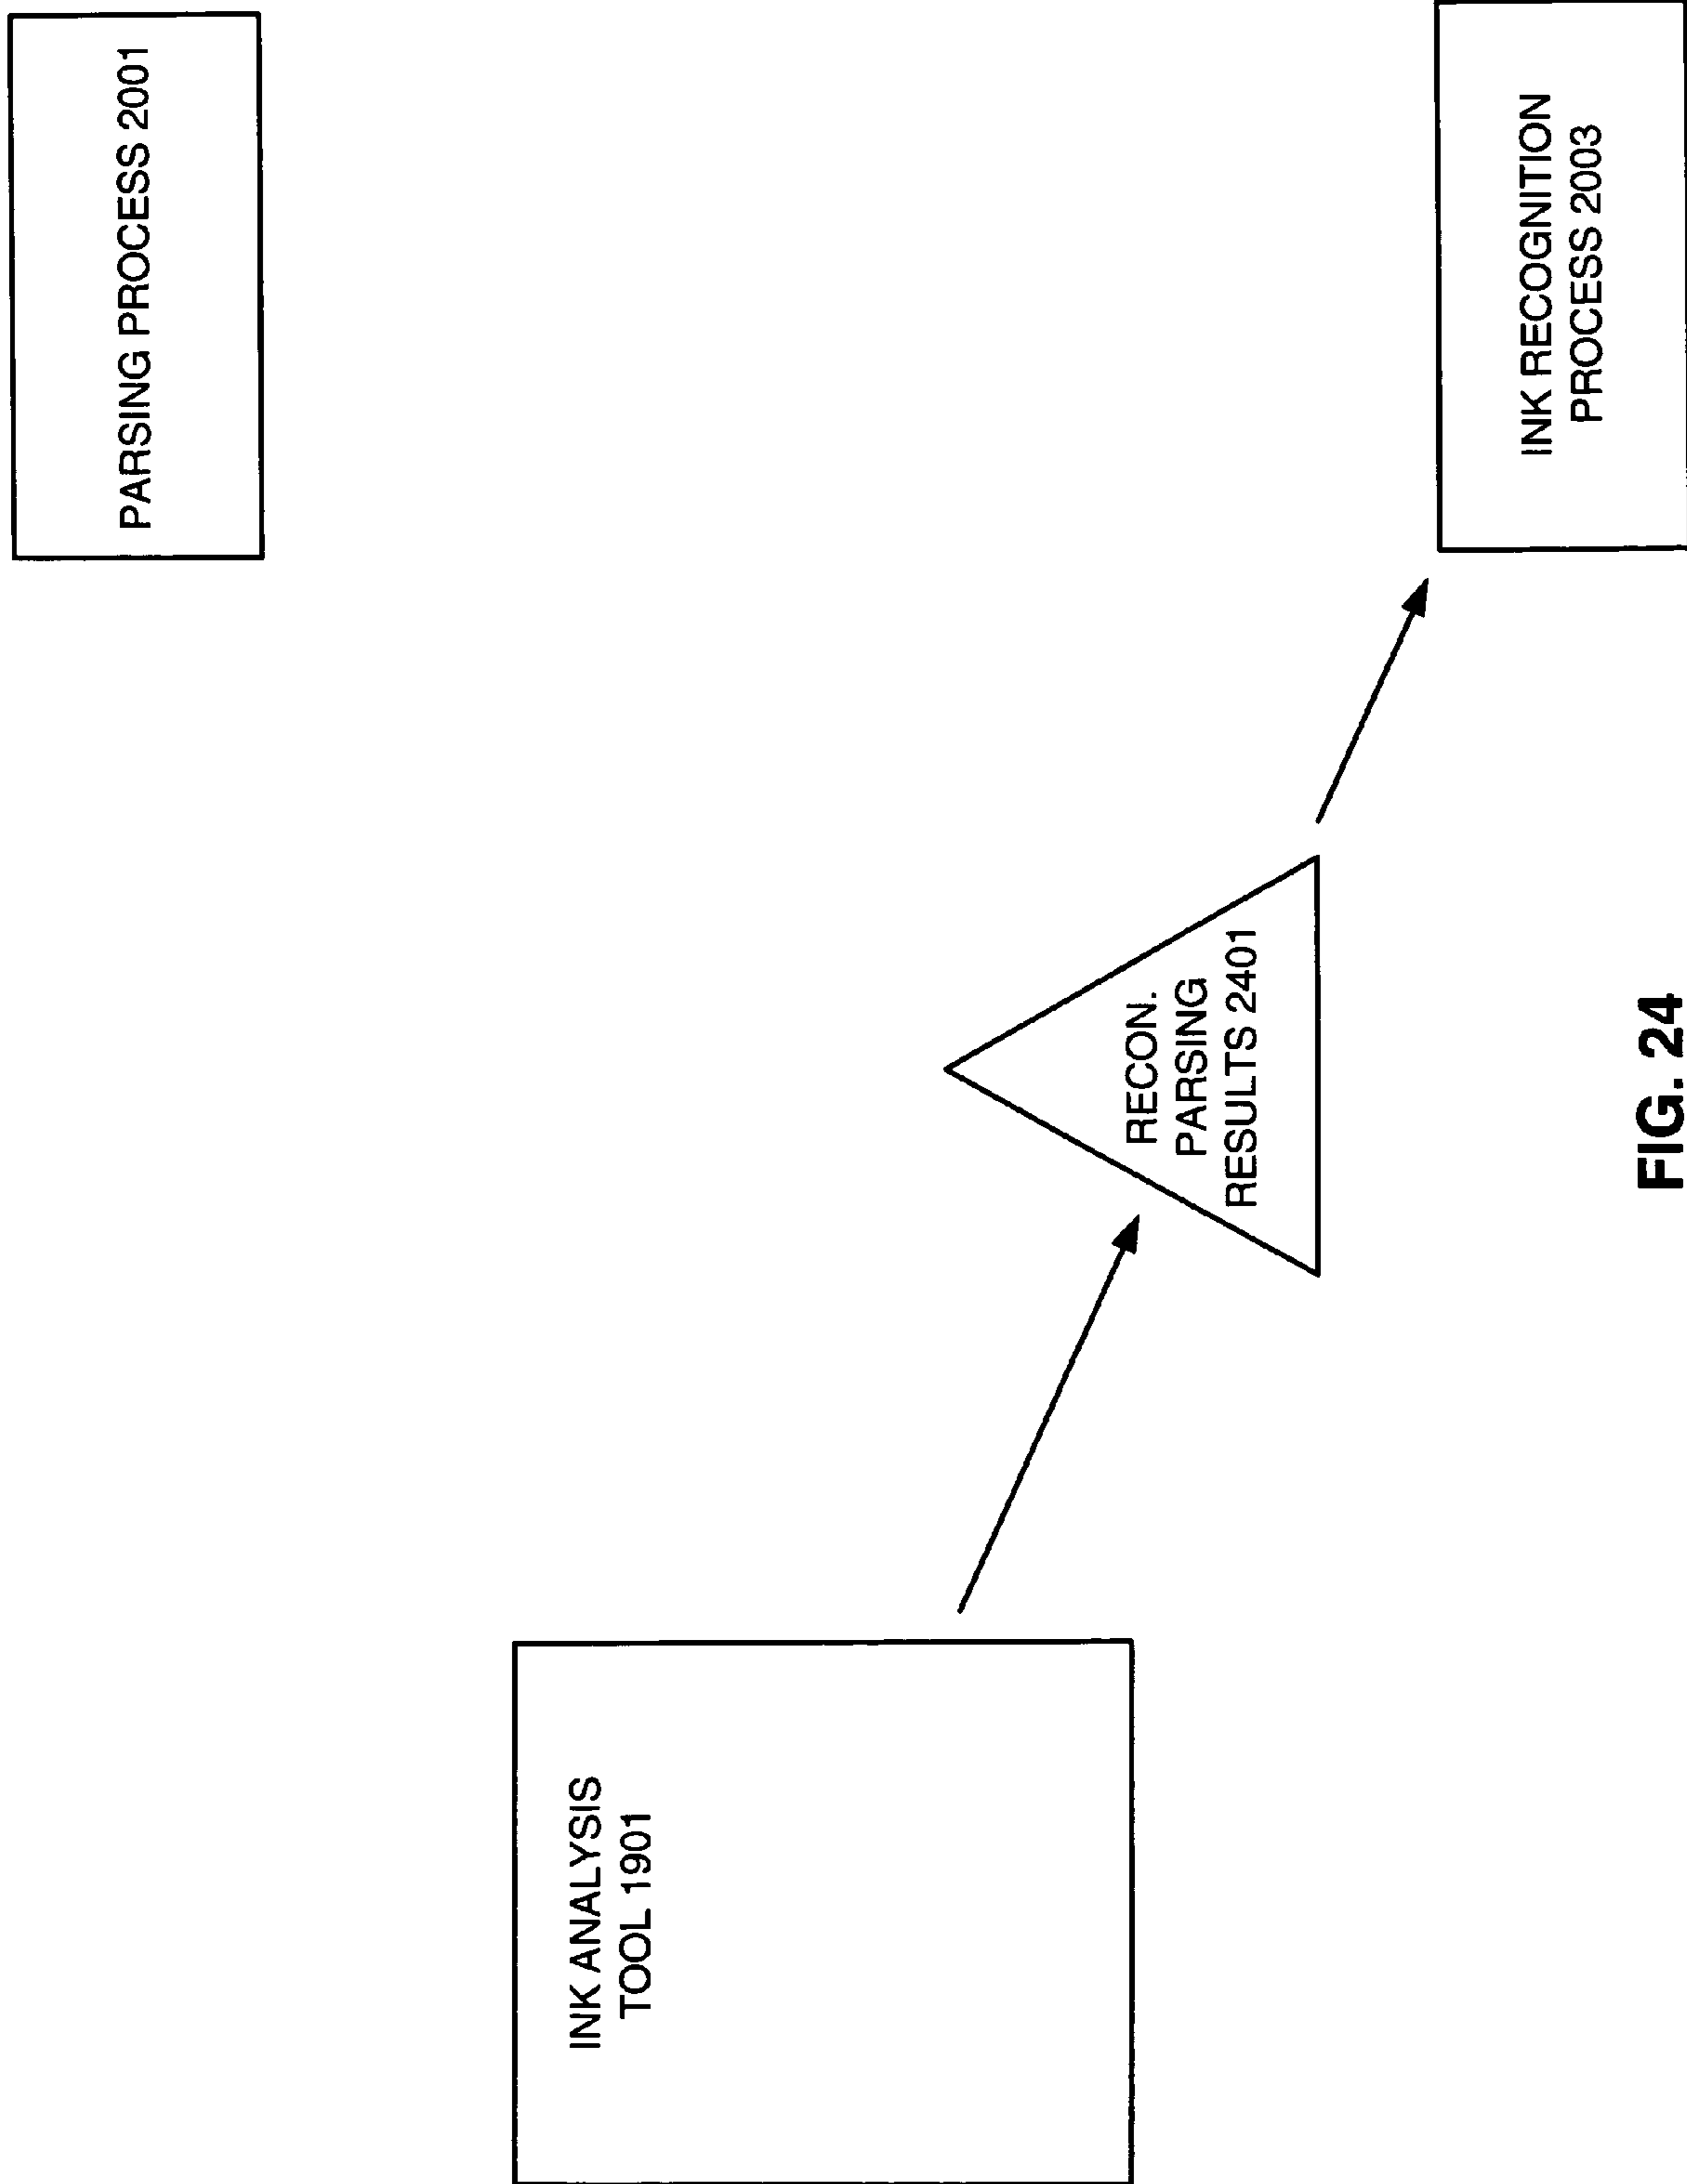 PARSING PROCESS 2001
INK ANALYSIS
TOOL 1901
RECON.
PARSING
RESULTS 2401
INK RECOGNITION
PROCESS 2003
FIG. 24